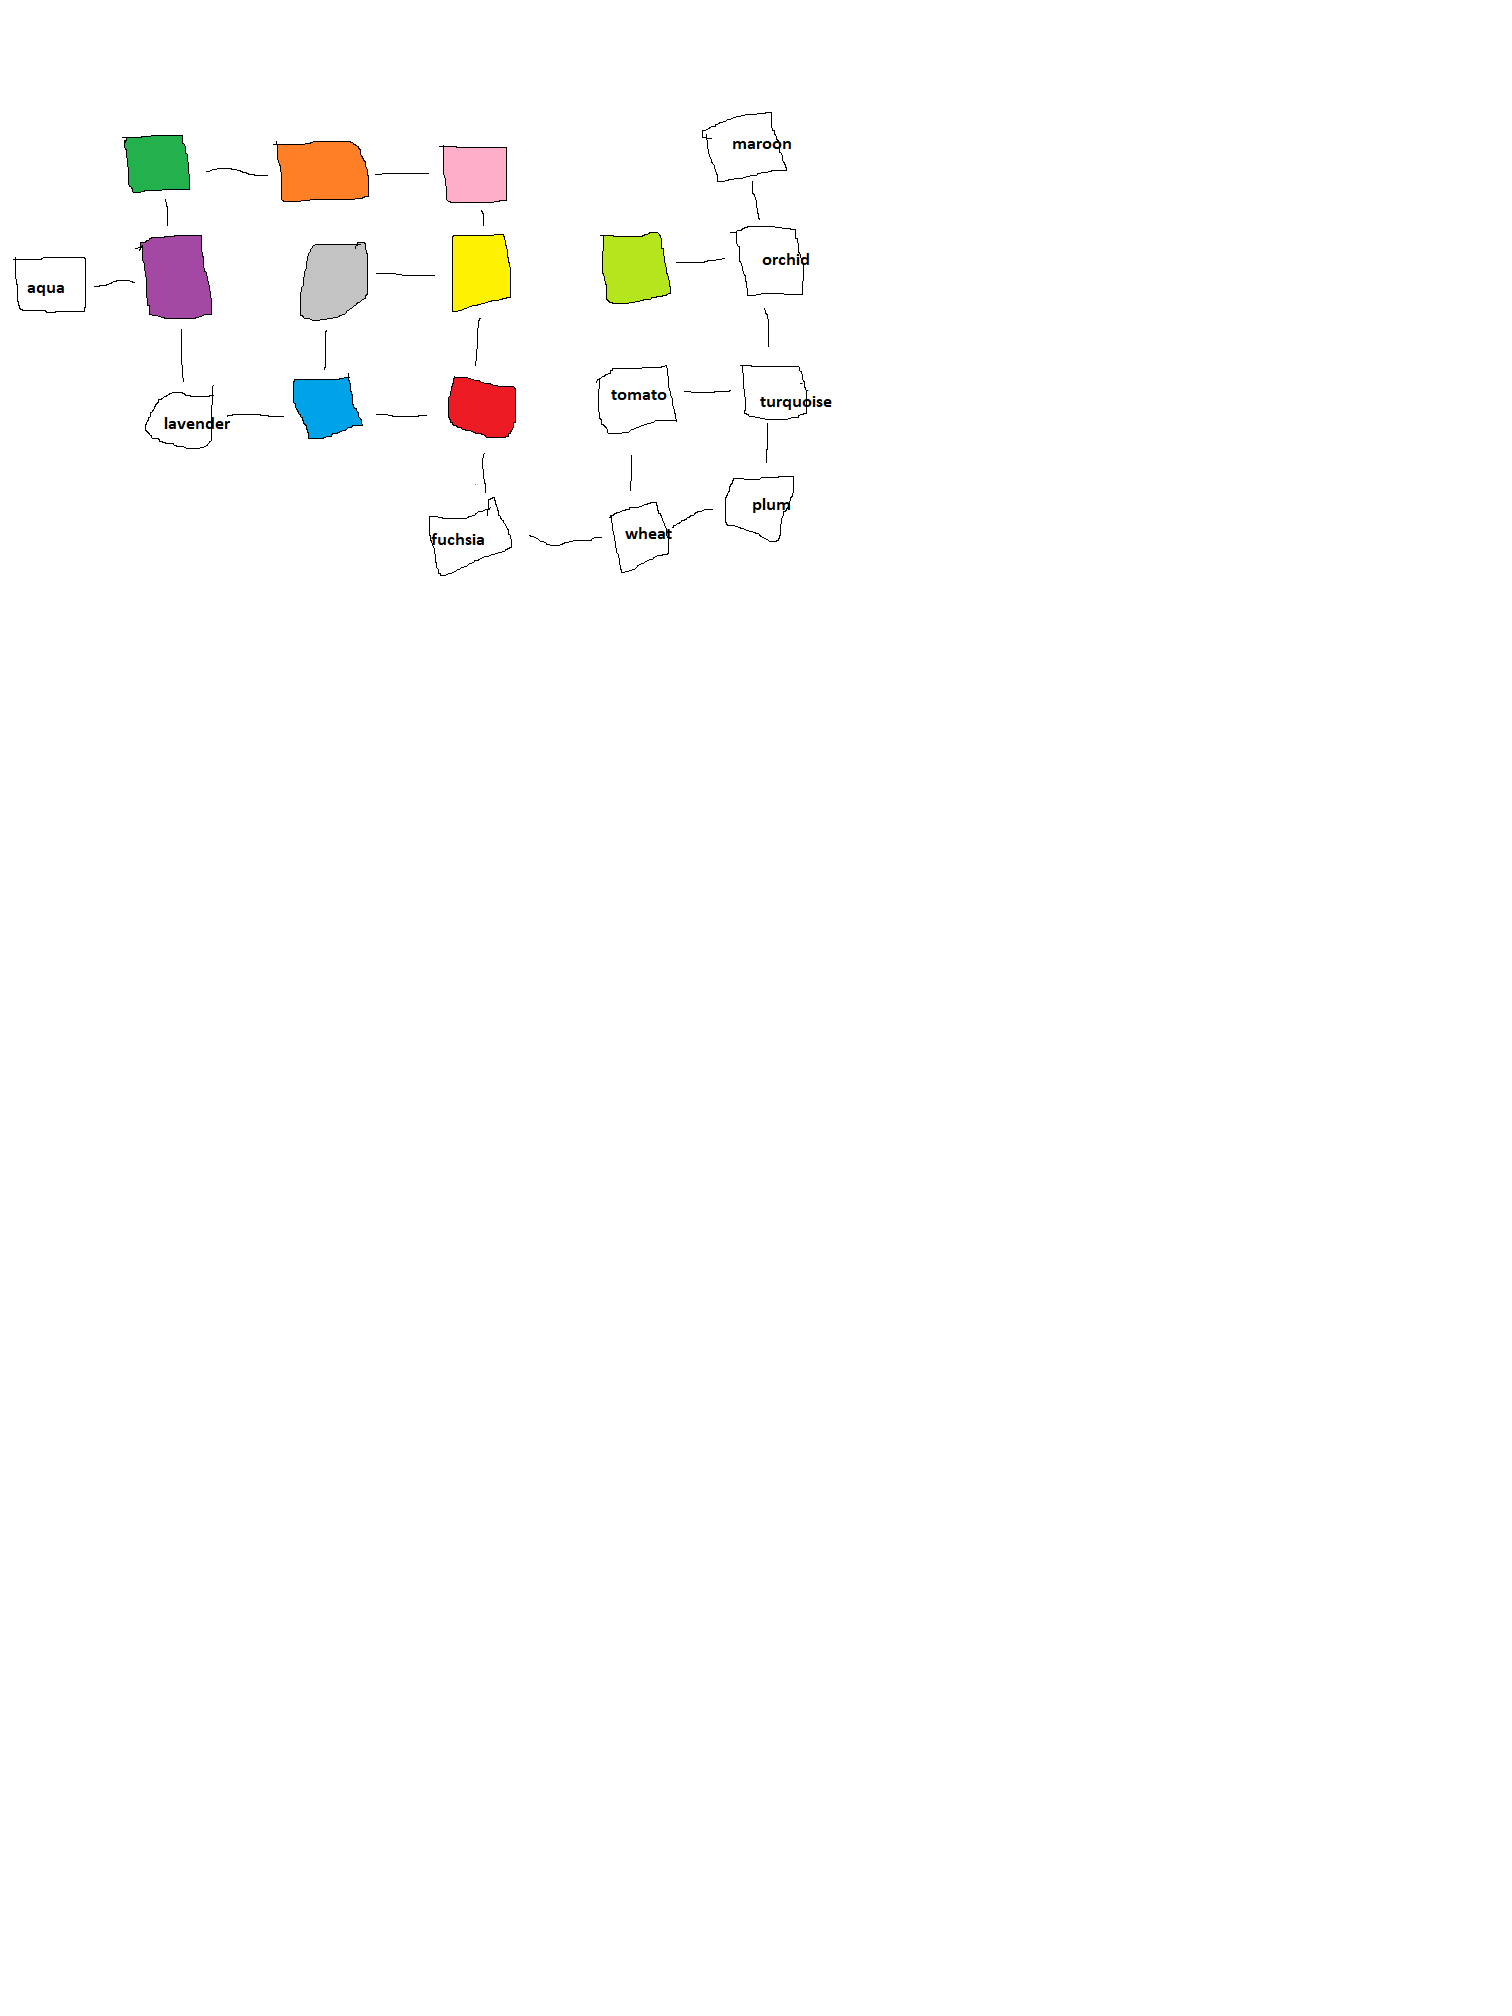 maroon
orchid
aqua
tomato
turquoise
lavender
plum
wheat
fuchsia